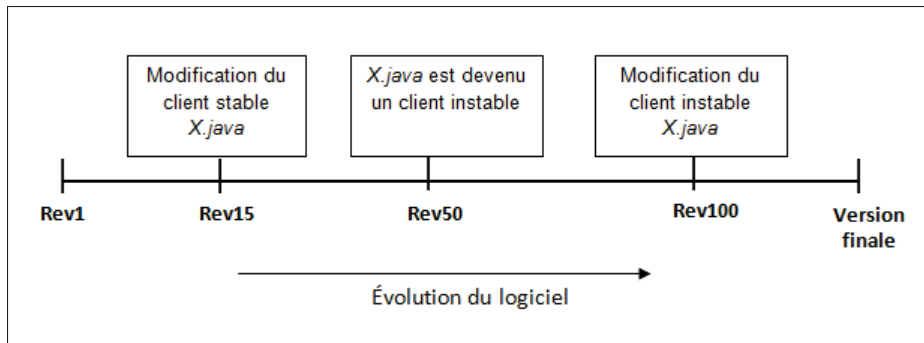 Modification du
client stable
X.java
X.java est devenu
un client instable
Modification du
client instable
X.java
Rev1
Rev15
Rev50
Rev100
Version
finale
Évolution du logiciel